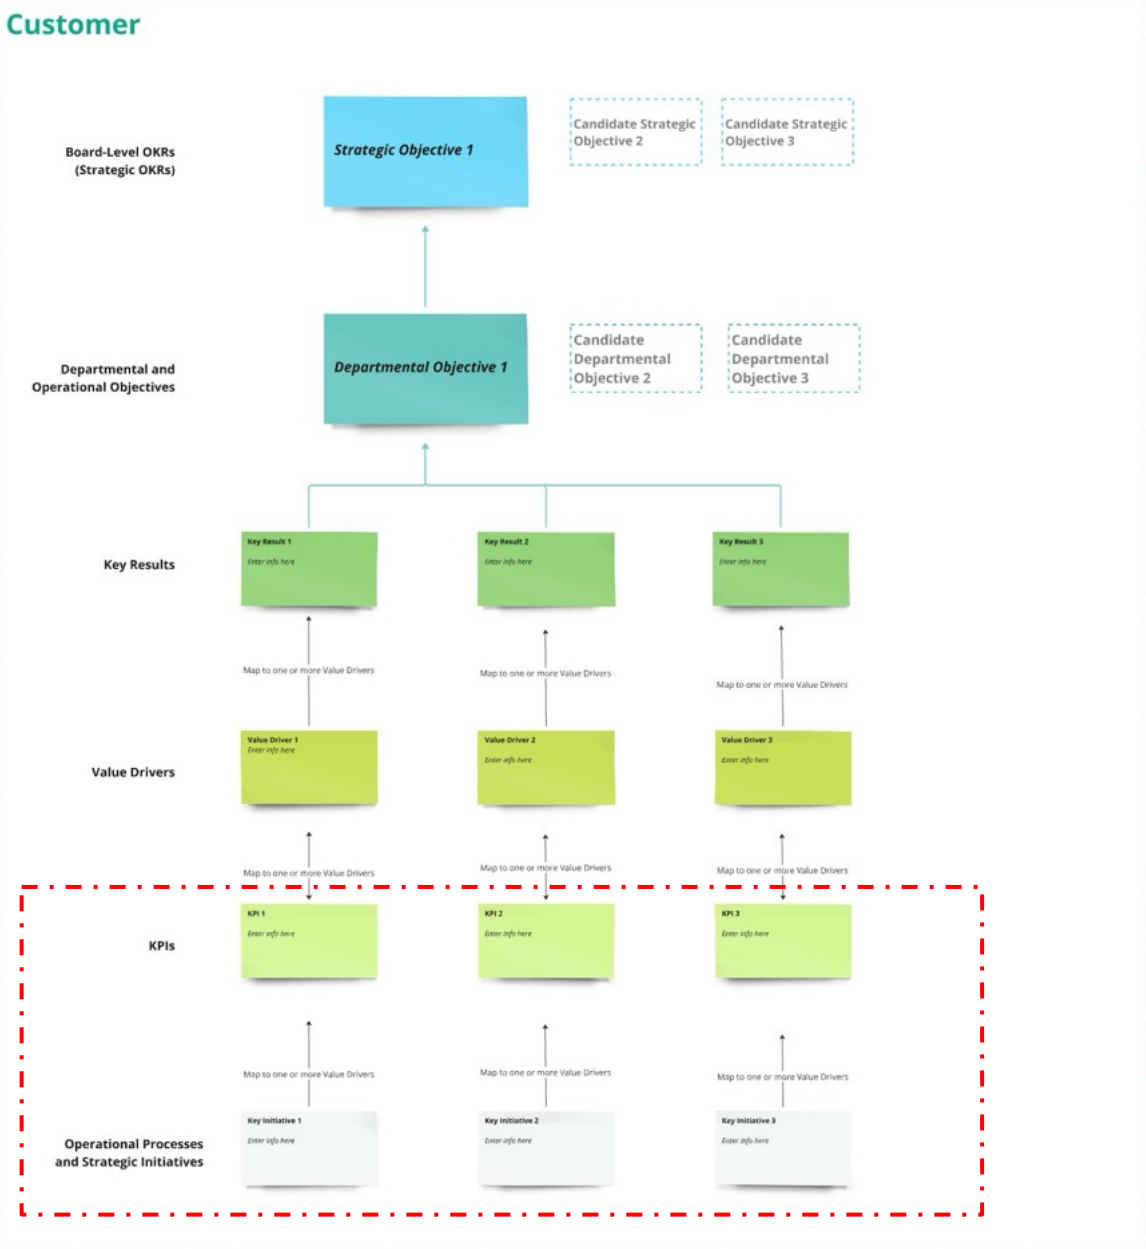 Customer
Board-Level OKRs
(Strategic OKRs)
Strategic Objective 1
Candidate Strategic
Objective 2
Candidate Strategic
Objective 3
Departmental and
Operational Objectives
Departmental Objective 1
Candidate
Departmental
Objective 2
Candidate
Departmental
Objective 3
Key Results
Key Result 1
Enter info here
Key Result 2
Enter info here
Key Result 3
Enter info here
Map to one or more Value Drivers
Map to one or more Value Drivers
Map to one or more Value Drivers
Value Drivers
Value Driver 1
Enter info here
Value Driver 2
Enter info here
Value Driver 3
Enter info here
Map to one or more Value Drivers
Map to one or more Value Drivers
Map to one or more Value Drivers
KPIs
KPI 1
Enter info here
KPI 2
Enter info here
KPI 3
Enter info here
Map to one or more Value Drivers
Map to one or more Value Drivers
Map to one or more Value Drivers
Operational Processes
and Strategic Initiatives
Key Initiative 1
Enter info here
Key Initiative 2
Enter info here
Key Initiative 3
Enter info here